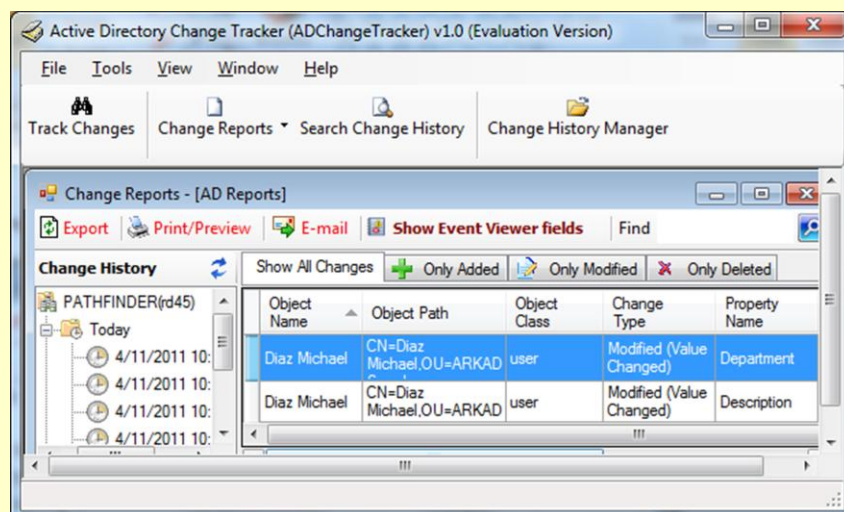 Active Directory Change Tracker (ADChangeTracker) v1.0 (Evaluation Version)
File Tools View Window Help
Track Changes Change Reports Search Change History Change History Manager
Change Reports - [AD Reports]
Export Print/Preview E-mail Show Event Viewer fields Find
Change History
Show All Changes Only Added Only Modified Only Deleted
PATHFINDER(rd45)
Today
4/11/2011 10:
4/11/2011 10:
4/11/2011 10:
4/11/2011 10:
Object Name Object Path Object Class Change Type Property Name
Diaz Michael CN=Diaz Michael,OU=ARKAD user Modified (Value Changed) Department
Diaz Michael CN=Diaz Michael,OU=ARKAD user Modified (Value Changed) Description